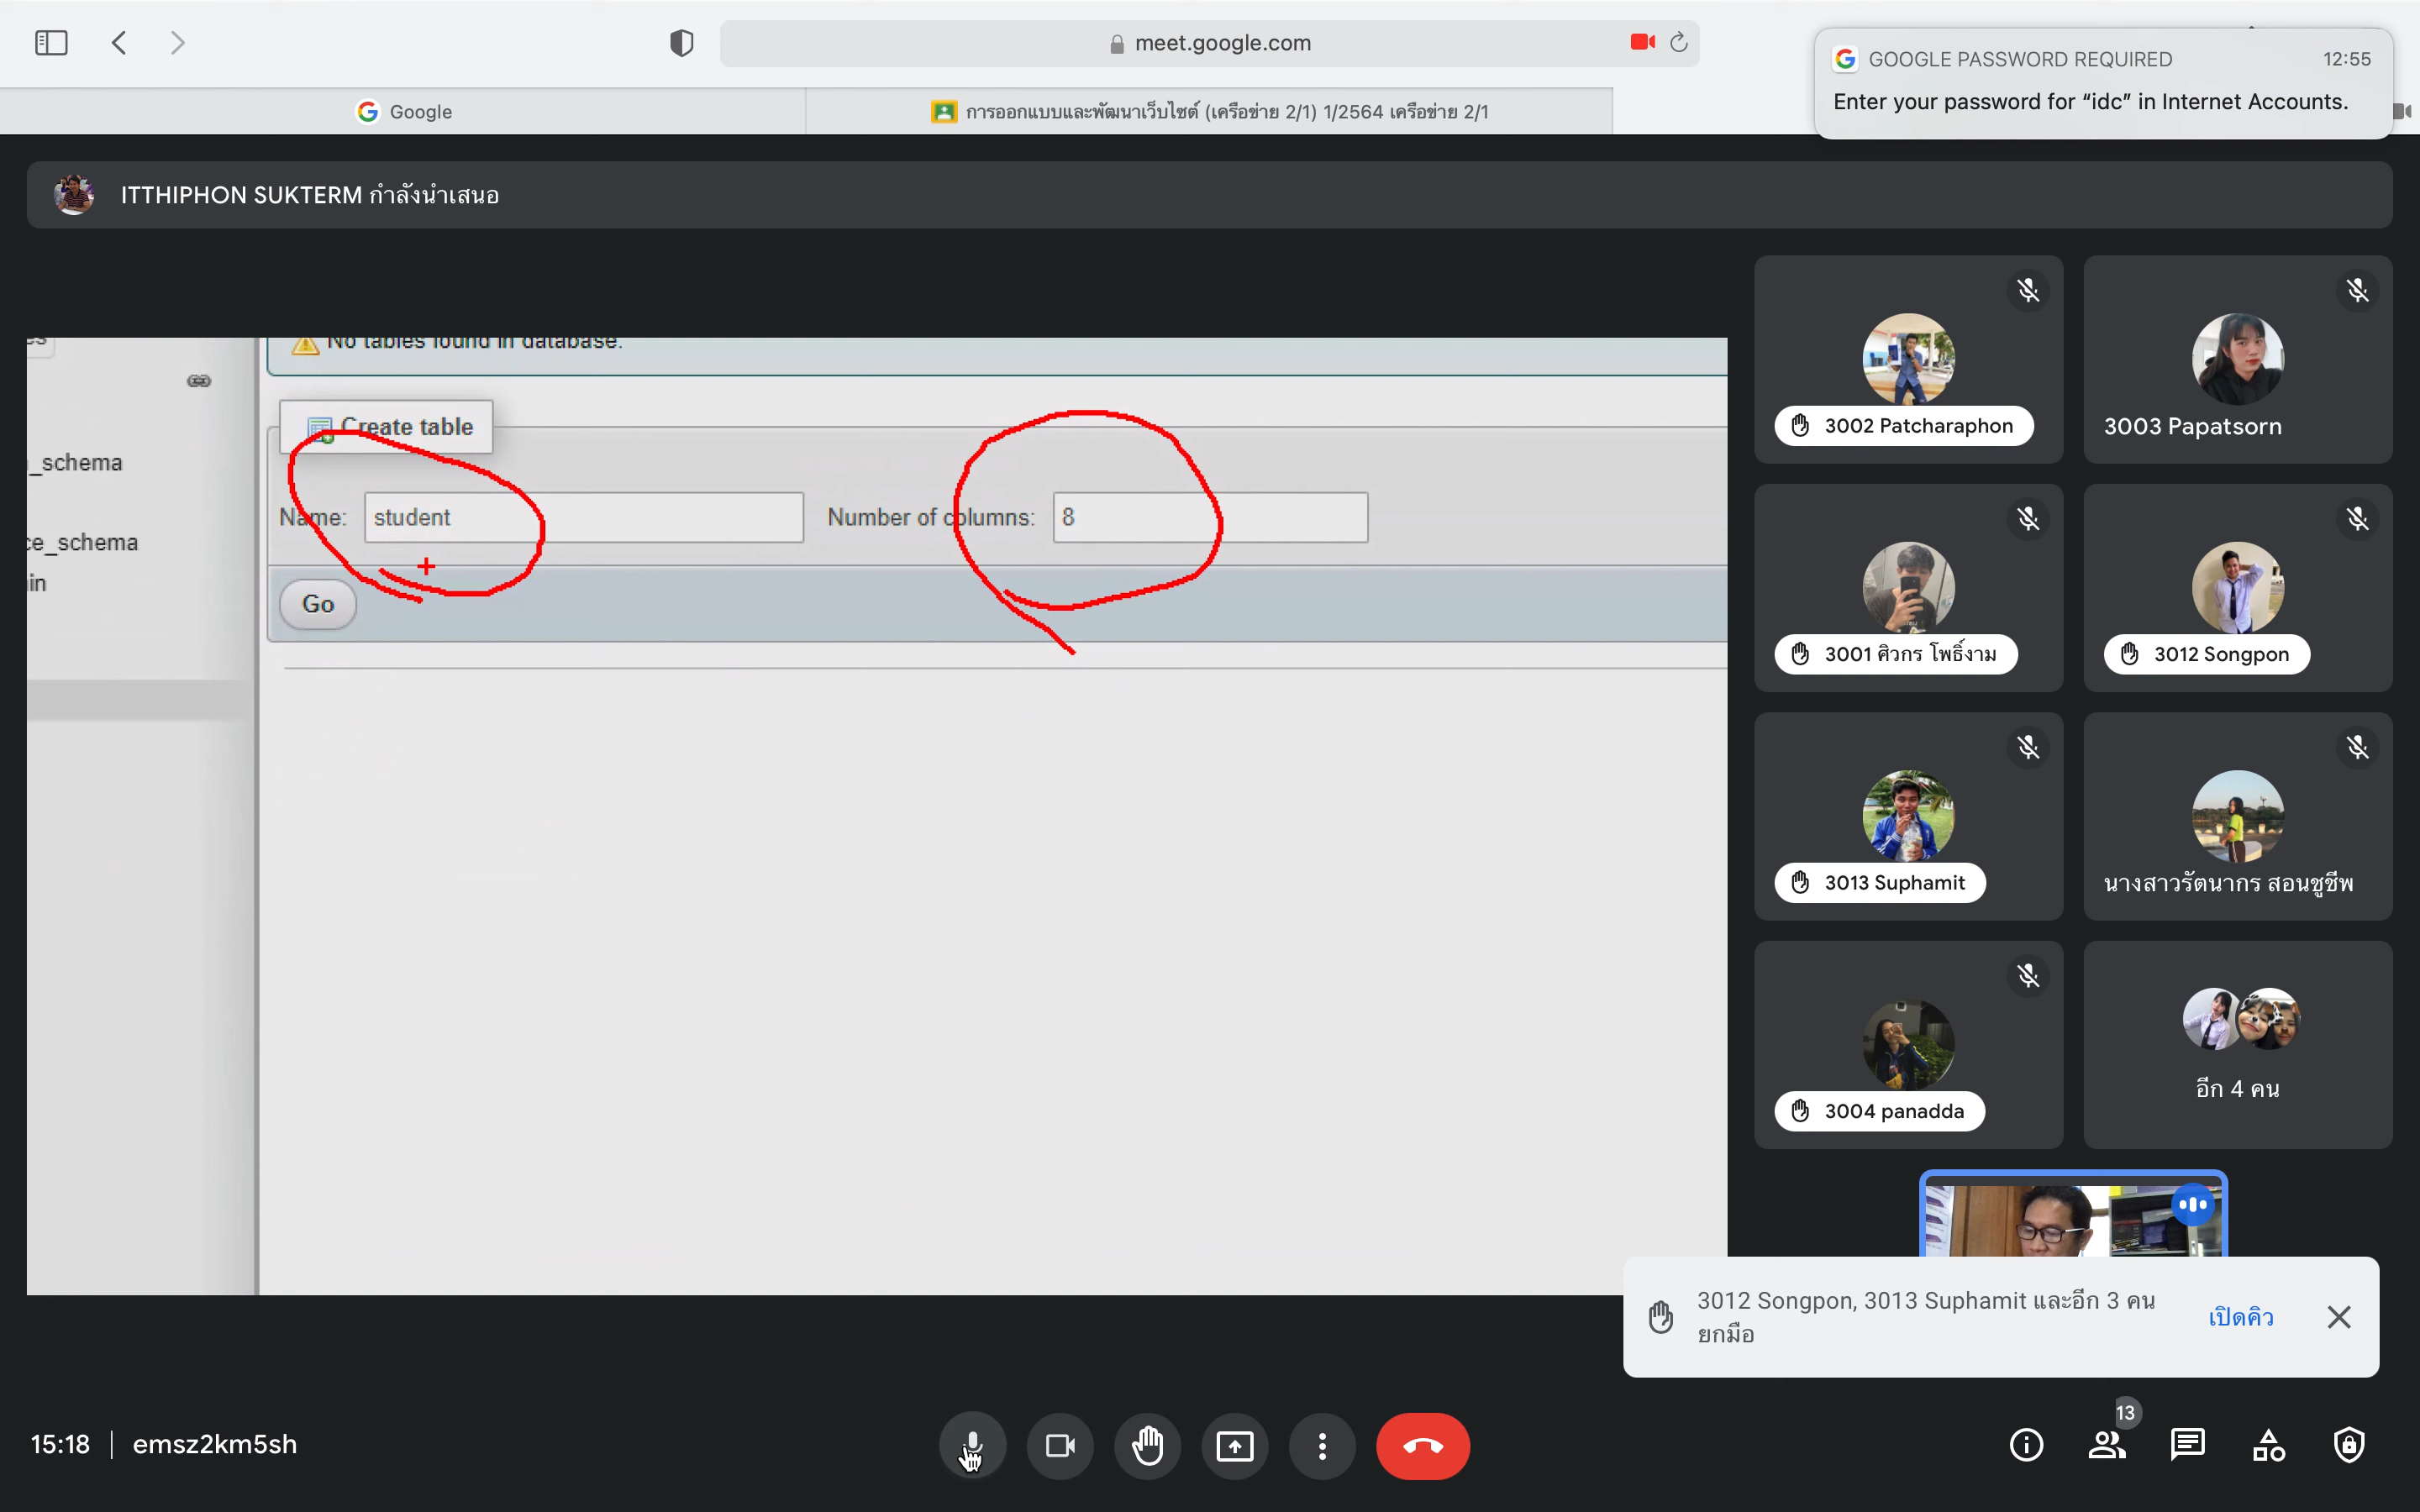 meet.google.com
GOOGLE PASSWORD REQUIRED 12:55
Enter your password for “idc” in Internet Accounts.
Google
การออกแบบและพัฒนาเว็บไซต์ (เครือข่าย 2/1) 1/2564 เครือข่าย 2/1
ITTHIPHON SUKTERM กำลังนำเสนอ
No tables found in database.
Create table
_schema
Name: student Number of columns: 8
ce_schema
in
Go
3002 Patcharaphon
3003 Papatsorn
3001 ศิวกร โพธิ์งาม
3012 Songpon
3013 Suphamit
นางสาวรัตนากร สอนชูชีพ
3004 panadda
อีก 4 คน
3012 Songpon, 3013 Suphamit และอีก 3 คน
ยกมือ
เปิดคิว
15:18 | emsz2km5sh
13